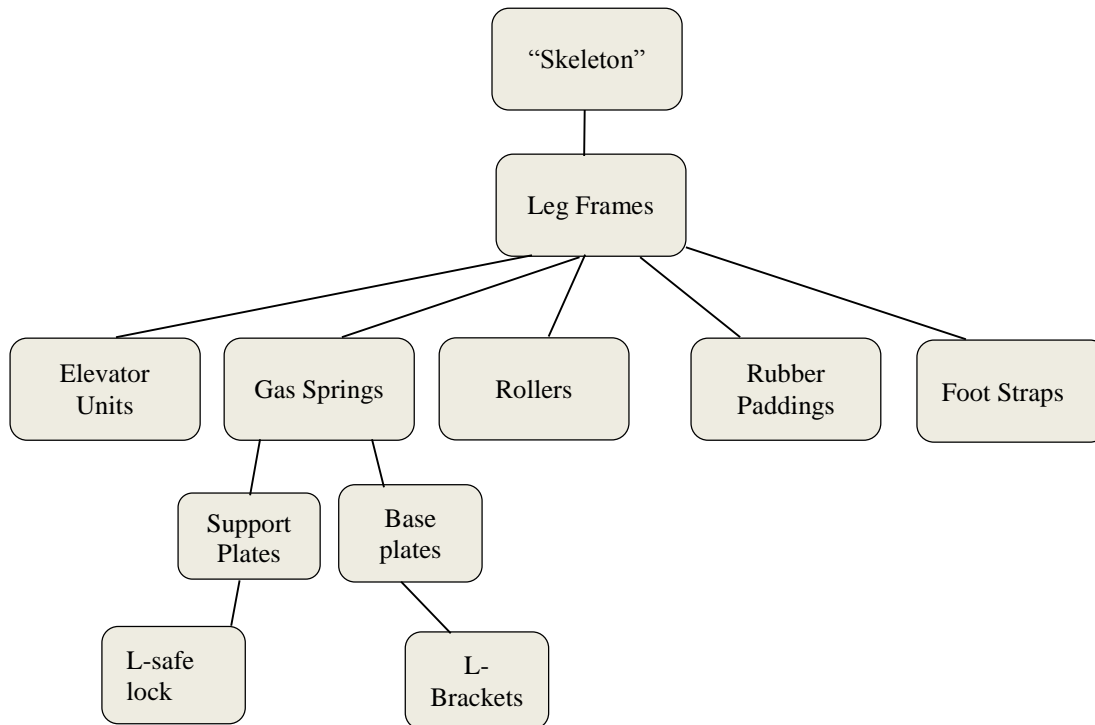 “Skeleton”
Leg Frames
Elevator
Units
Gas Springs
Rollers
Rubber
Paddings
Foot Straps
Support
Plates
Base
plates
L-safe
lock
L-
Brackets